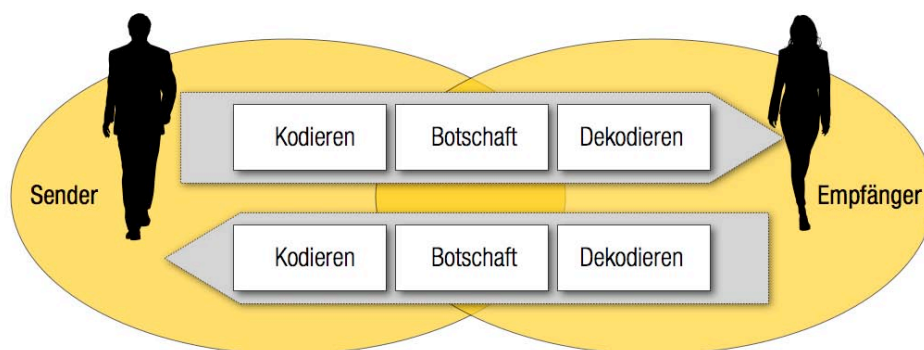 Kodieren Botschaft Dekodieren
Sender Empfänger
Kodieren Botschaft Dekodieren